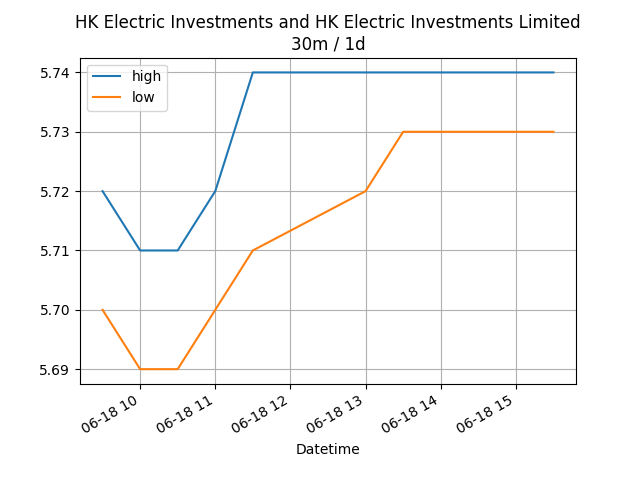 HK Electric Investments and HK Electric Investments Limited
30m / 1d
high
low
5.74
5.73
5.72
5.71
5.70
5.69
06-18 10
06-18 11
06-18 12
06-18 13
06-18 14
06-18 15
Datetime